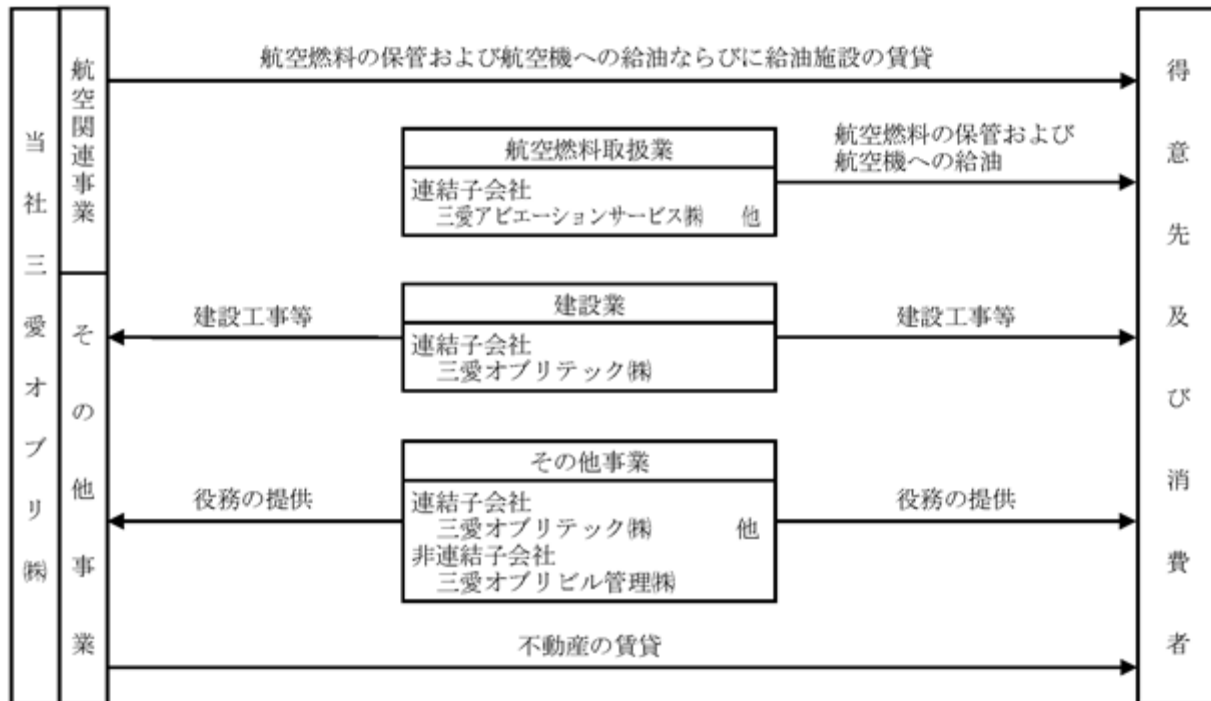 当社三愛オブリ㈱
航空関連事業
航空燃料の保管および航空機への給油ならびに給油施設の賃貸
航空燃料取扱業
連結子会社
三愛アビエーションサービス㈱　他
航空燃料の保管および
航空機への給油
その他事業
建設工事等
建設業
連結子会社
三愛オブリテック㈱
建設工事等
役務の提供
その他事業
連結子会社
三愛オブリテック㈱　他
非連結子会社
三愛オブリビル管理㈱
役務の提供
不動産の賃貸
得意先及び消費者